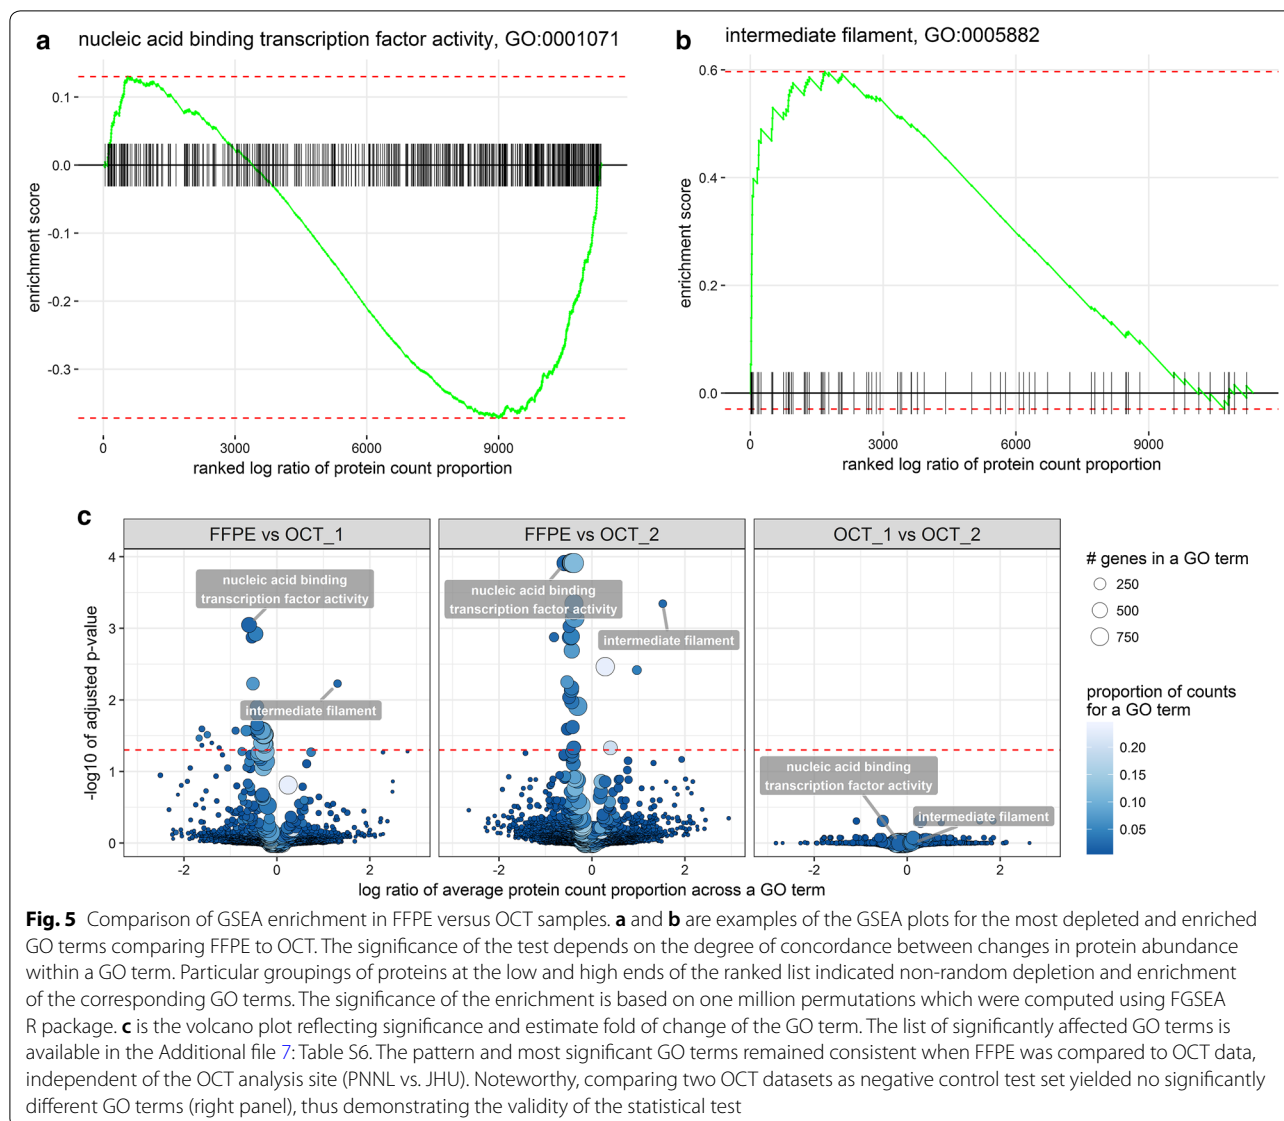 a nucleic acid binding transcription factor activity, GO:0001071
0.1
0.0
-0.1
-0.2
-0.3
enrichment score
0 3000 6000 9000
ranked log ratio of protein count proportion
b intermediate filament, GO:0005882
0.6
0.4
0.2
0.0
enrichment score
0 3000 6000 9000
ranked log ratio of protein count proportion
c
FFPE vs OCT_1
FFPE vs OCT_2
OCT_1 vs OCT_2
4
3
2
1
0
-log10 of adjusted p-value
nucleic acid binding
transcription factor activity
intermediate filament
nucleic acid binding
transcription factor activity
intermediate filament
nucleic acid binding
transcription factor activity
intermediate filament
-2 0 2
-2 0 2
-2 0 2
log ratio of average protein count proportion across a GO term
# genes in a GO term
250
500
750
proportion of counts
for a GO term
0.20
0.15
0.10
0.05
Fig. 5 Comparison of GSEA enrichment in FFPE versus OCT samples. a and b are examples of the GSEA plots for the most depleted and enriched
GO terms comparing FFPE to OCT. The significance of the test depends on the degree of concordance between changes in protein abundance
within a GO term. Particular groupings of proteins at the low and high ends of the ranked list indicated non-random depletion and enrichment
of the corresponding GO terms. The significance of the enrichment is based on one million permutations which were computed using FGSEA
R package. c is the volcano plot reflecting significance and estimate fold of change of the GO term. The list of significantly affected GO terms is
available in the Additional file 7: Table S6. The pattern and most significant GO terms remained consistent when FFPE was compared to OCT data,
independent of the OCT analysis site (PNNL vs. JHU). Noteworthy, comparing two OCT datasets as negative control test set yielded no significantly
different GO terms (right panel), thus demonstrating the validity of the statistical test